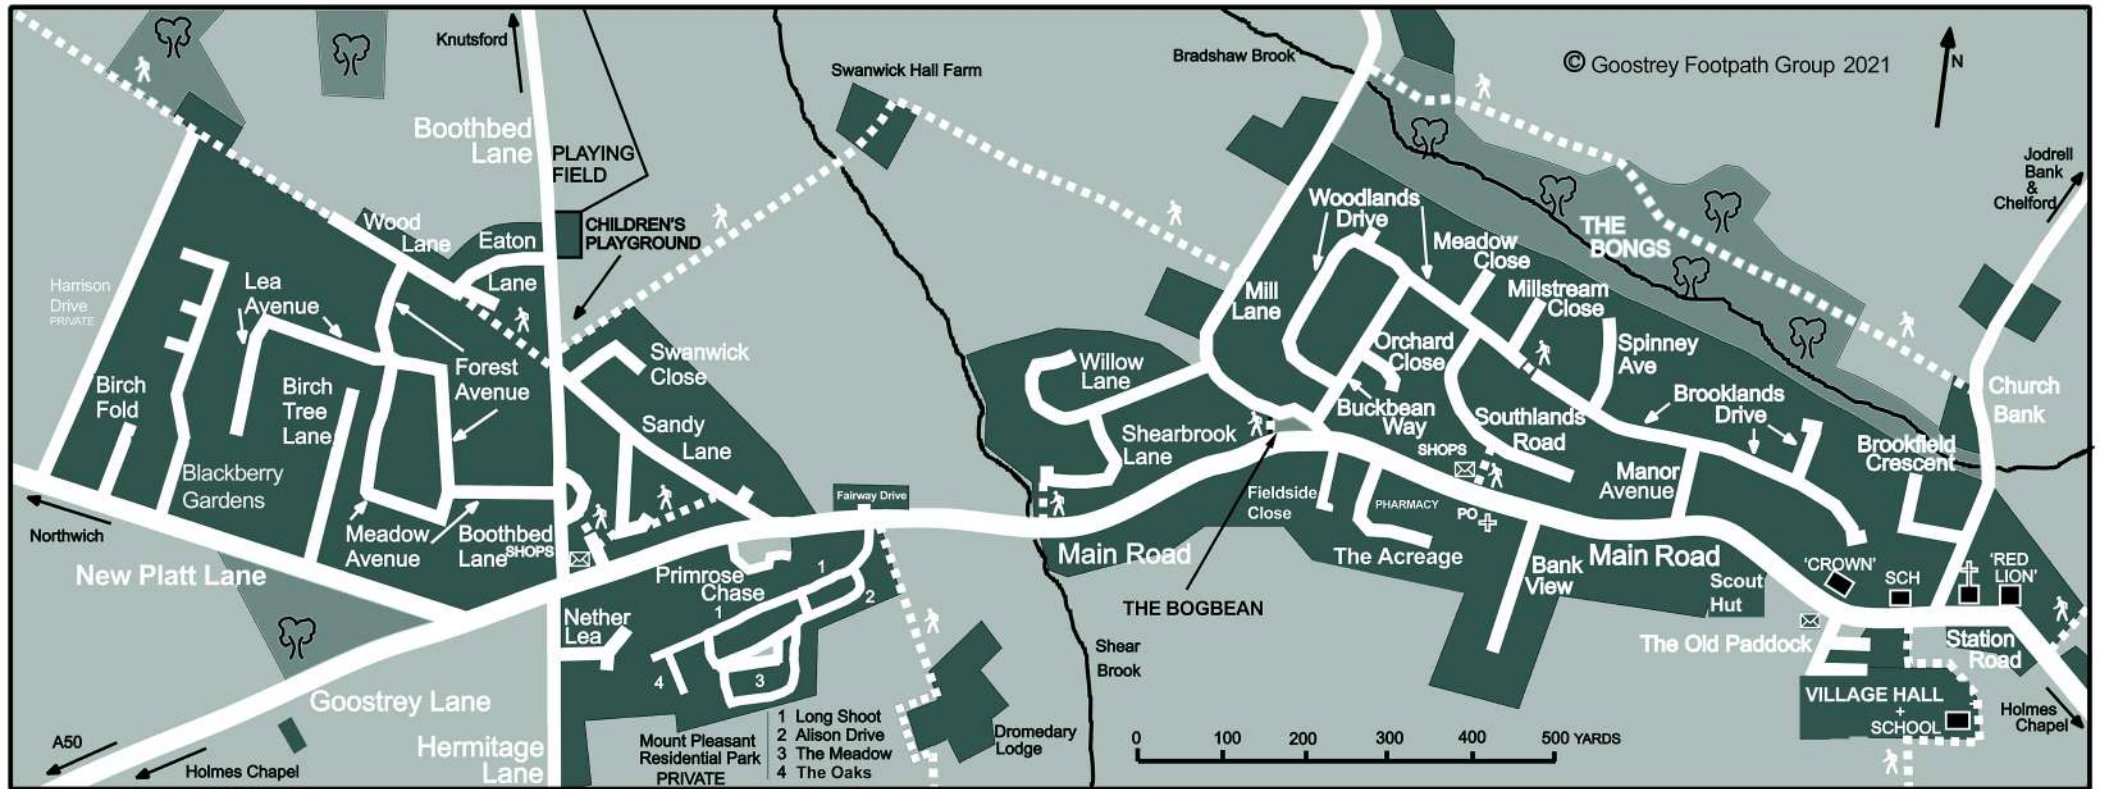 Knutsford
Swanwick Hall Farm
Bradshaw Brook
© Goostrey Footpath Group 2021
N
Boothbed
Lane
PLAYING
FIELD
CHILDREN'S
PLAYGROUND
Jodrell
Bank
&
Chelford
THE
BONGS
Woodlands
Drive
Meadow
Close
Millstream
Close
Wood
Lane
Eaton
Lane
Harrison
Drive
PRIVATE
Lea
Avenue
Mill
Lane
Orchard
Close
Spinney
Ave
Swanwick
Close
Willow
Lane
Birch
Fold
Birch
Tree
Lane
Forest
Avenue
Buckbean
Way
Southlands
Road
Brooklands
Drive
Church
Bank
Sandy
Lane
Shearbrook
Lane
SHOPS
Brookfield
Crescent
Blackberry
Gardens
Manor
Avenue
Fairway Drive
Fieldside
Close
PHARMACY
PO
Northwich
Meadow
Avenue
Boothbed
Lane
SHOPS
Main Road
The Acreage
Bank
View
Main Road
New Platt Lane
Primrose
Chase
1
1
2
3
4
THE BOGBEAN
Scout
Hut
'CROWN'
SCH
'RED
LION'
Nether
Lea
Shear
Brook
The Old Paddock
Station
Road
Goostrey Lane
VILLAGE HALL
+
SCHOOL
Holmes
Chapel
Hermitage
Lane
A50
Holmes Chapel
Mount Pleasant
Residential Park
PRIVATE
1 Long Shoot
2 Alison Drive
3 The Meadow
4 The Oaks
Dromedary
Lodge
0 100 200 300 400 500 YARDS